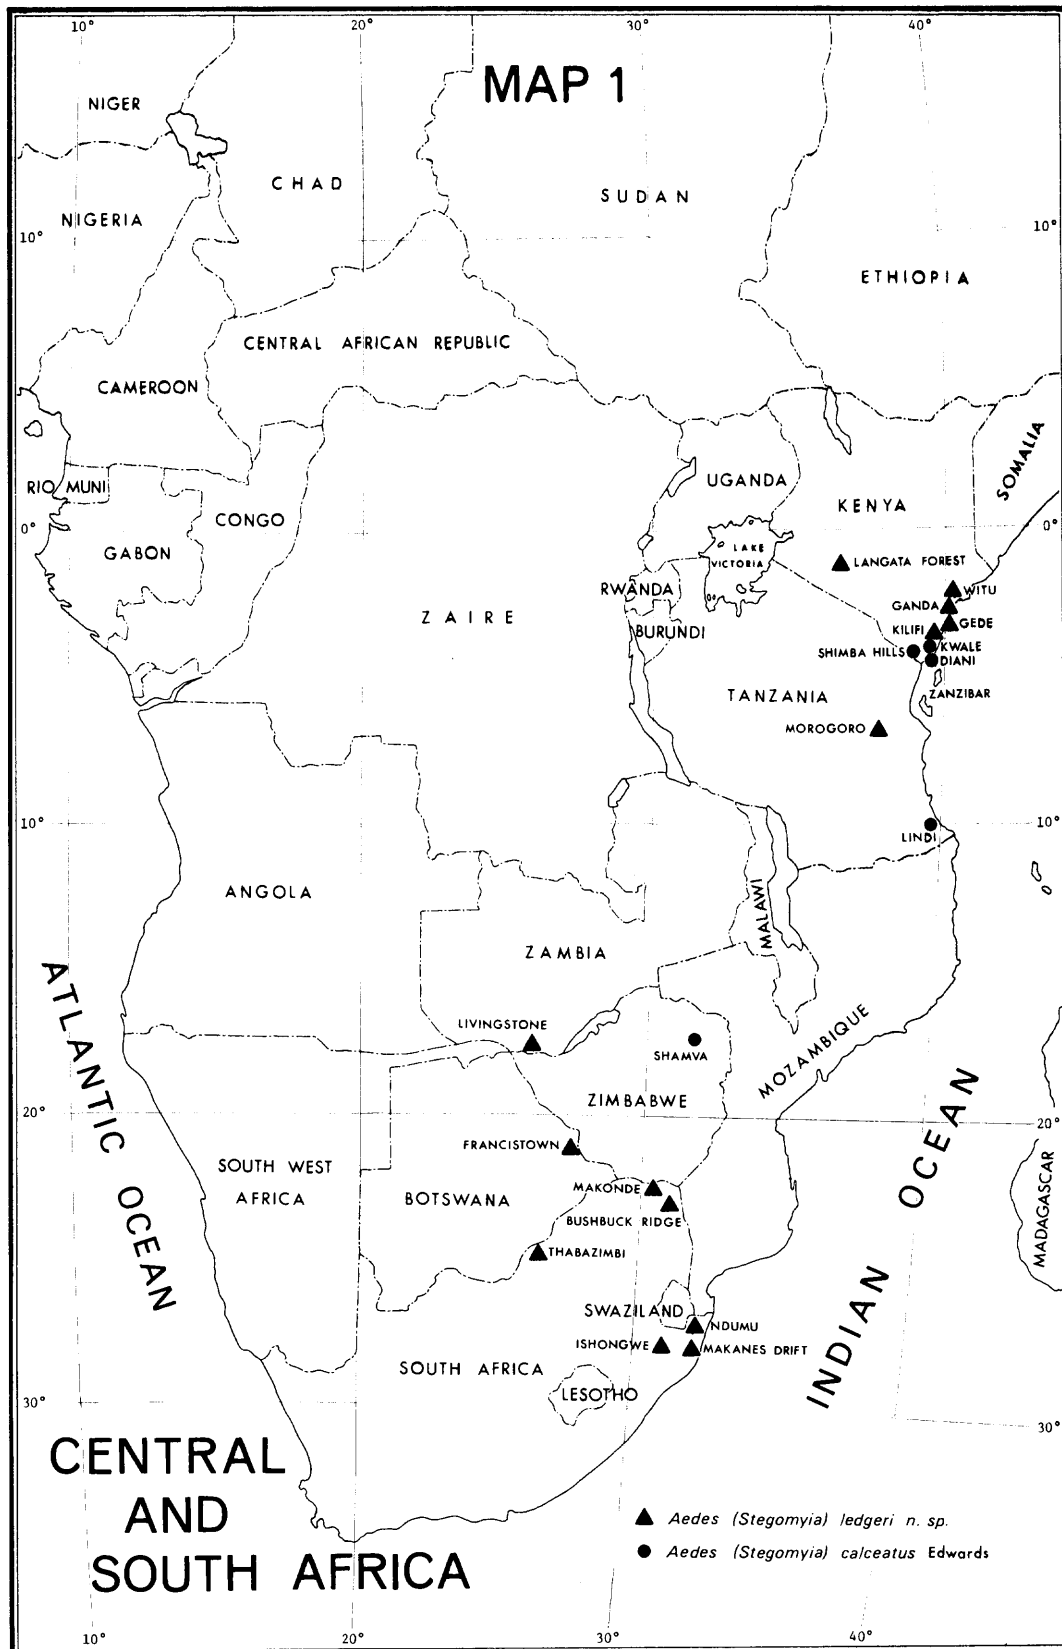 10° 20° 30° 40°
MAP 1
NIGER
CHAD
SUDAN
NIGERIA
10° 10°
ETHIOPIA
CENTRAL AFRICAN REPUBLIC
CAMEROON
SOMALIA
UGANDA
RIO MUNI
KENYA
CONGO
0° 0°
GABON
LAKE
VICTORIA
LANGATA FOREST
RWANDA
WITU
GANDA
ZAIRE
GEDE
KILIFI
BURUNDI
KWALE
SHIMBA HILLS
DIANI
TANZANIA
ZANZIBAR
MOROGORO
10° 10°
LINDI
ANGOLA
MALAWI
ZAMBIA
LIVINGSTONE
MOZAMBIQUE
SHAMVA
ZIMBABWE
20° 20°
ATLANTIC OCEAN
FRANCISTOWN
SOUTH WEST
AFRICA
MAKONDE
BOTSWANA
BUSHBUCK RIDGE
MADAGASCAR
THABAZIMBI
INDIAN OCEAN
SWAZILAND
NDUMU
ISHONGWE
MAKANES DRIFT
SOUTH AFRICA
LESOTHO
30° 30°
CENTRAL
AND
SOUTH AFRICA
Aedes (Stegomyia) ledgeri n. sp.
Aedes (Stegomyia) calceatus Edwards
10° 20° 30° 40°